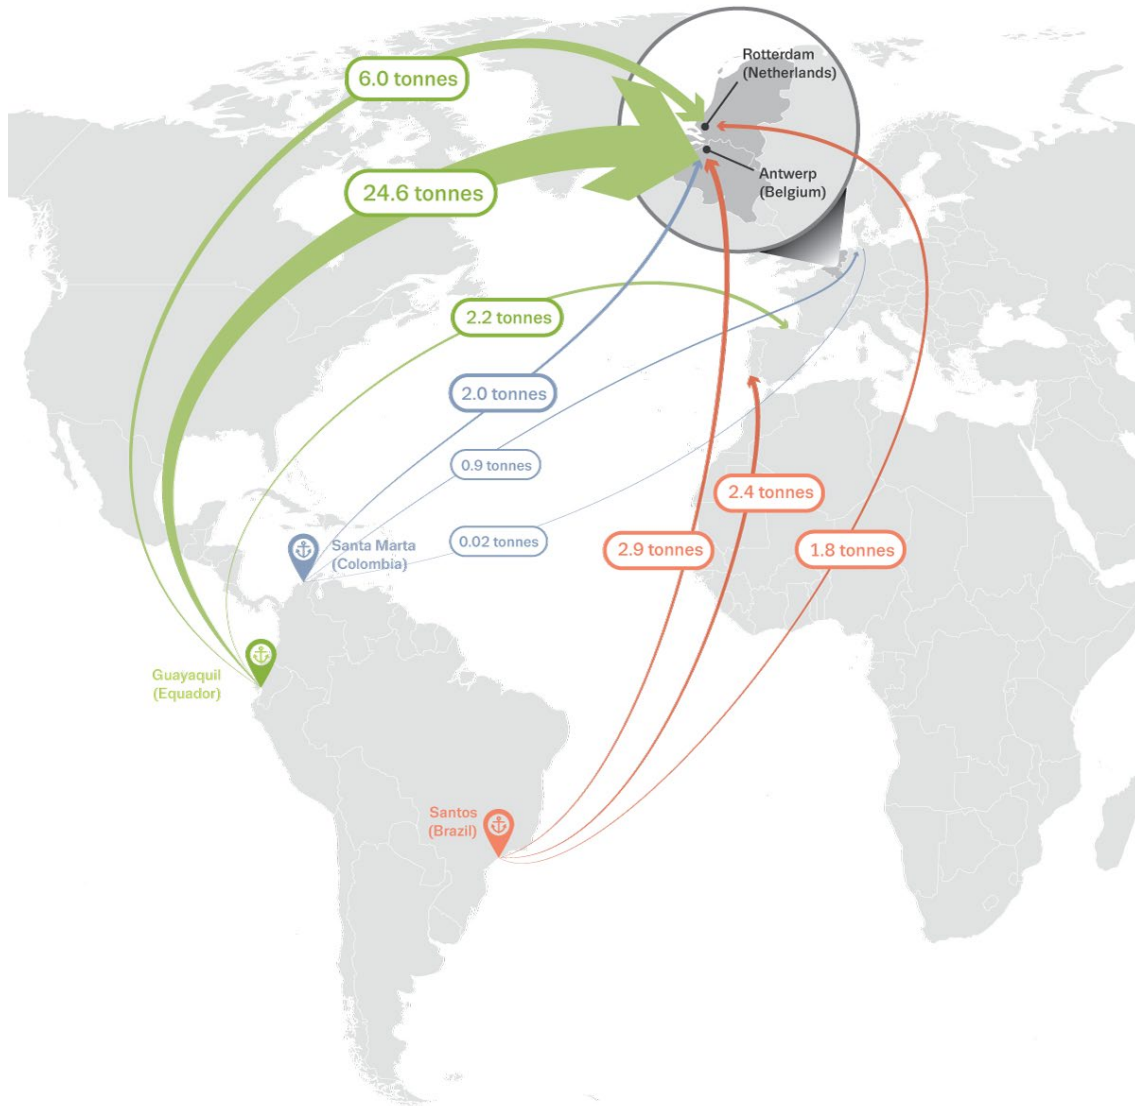 Rotterdam
(Netherlands)
6.0 tonnes
Antwerp
(Belgium)
24.6 tonnes
2.2 tonnes
2.0 tonnes
0.9 tonnes
2.4 tonnes
0.02 tonnes
2.9 tonnes
1.8 tonnes
Santa Marta
(Colombia)
Guayaquil
(Equador)
Santos
(Brazil)